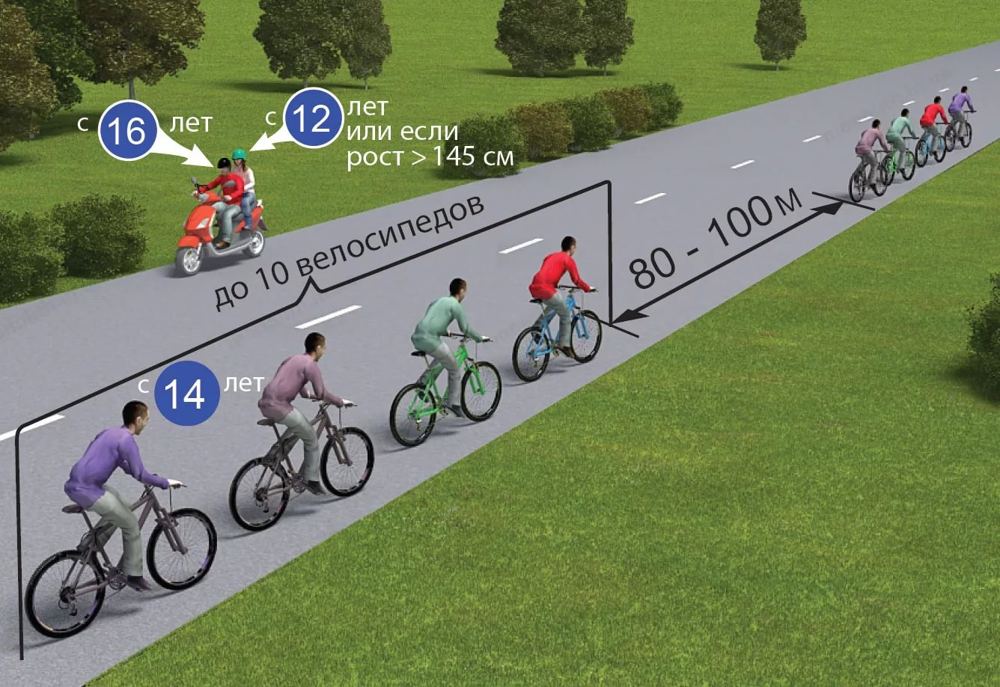 с 16 лет
с 12 лет
или если
рост > 145 см
до 10 велосипедов
80 - 100 м
с 14 лет